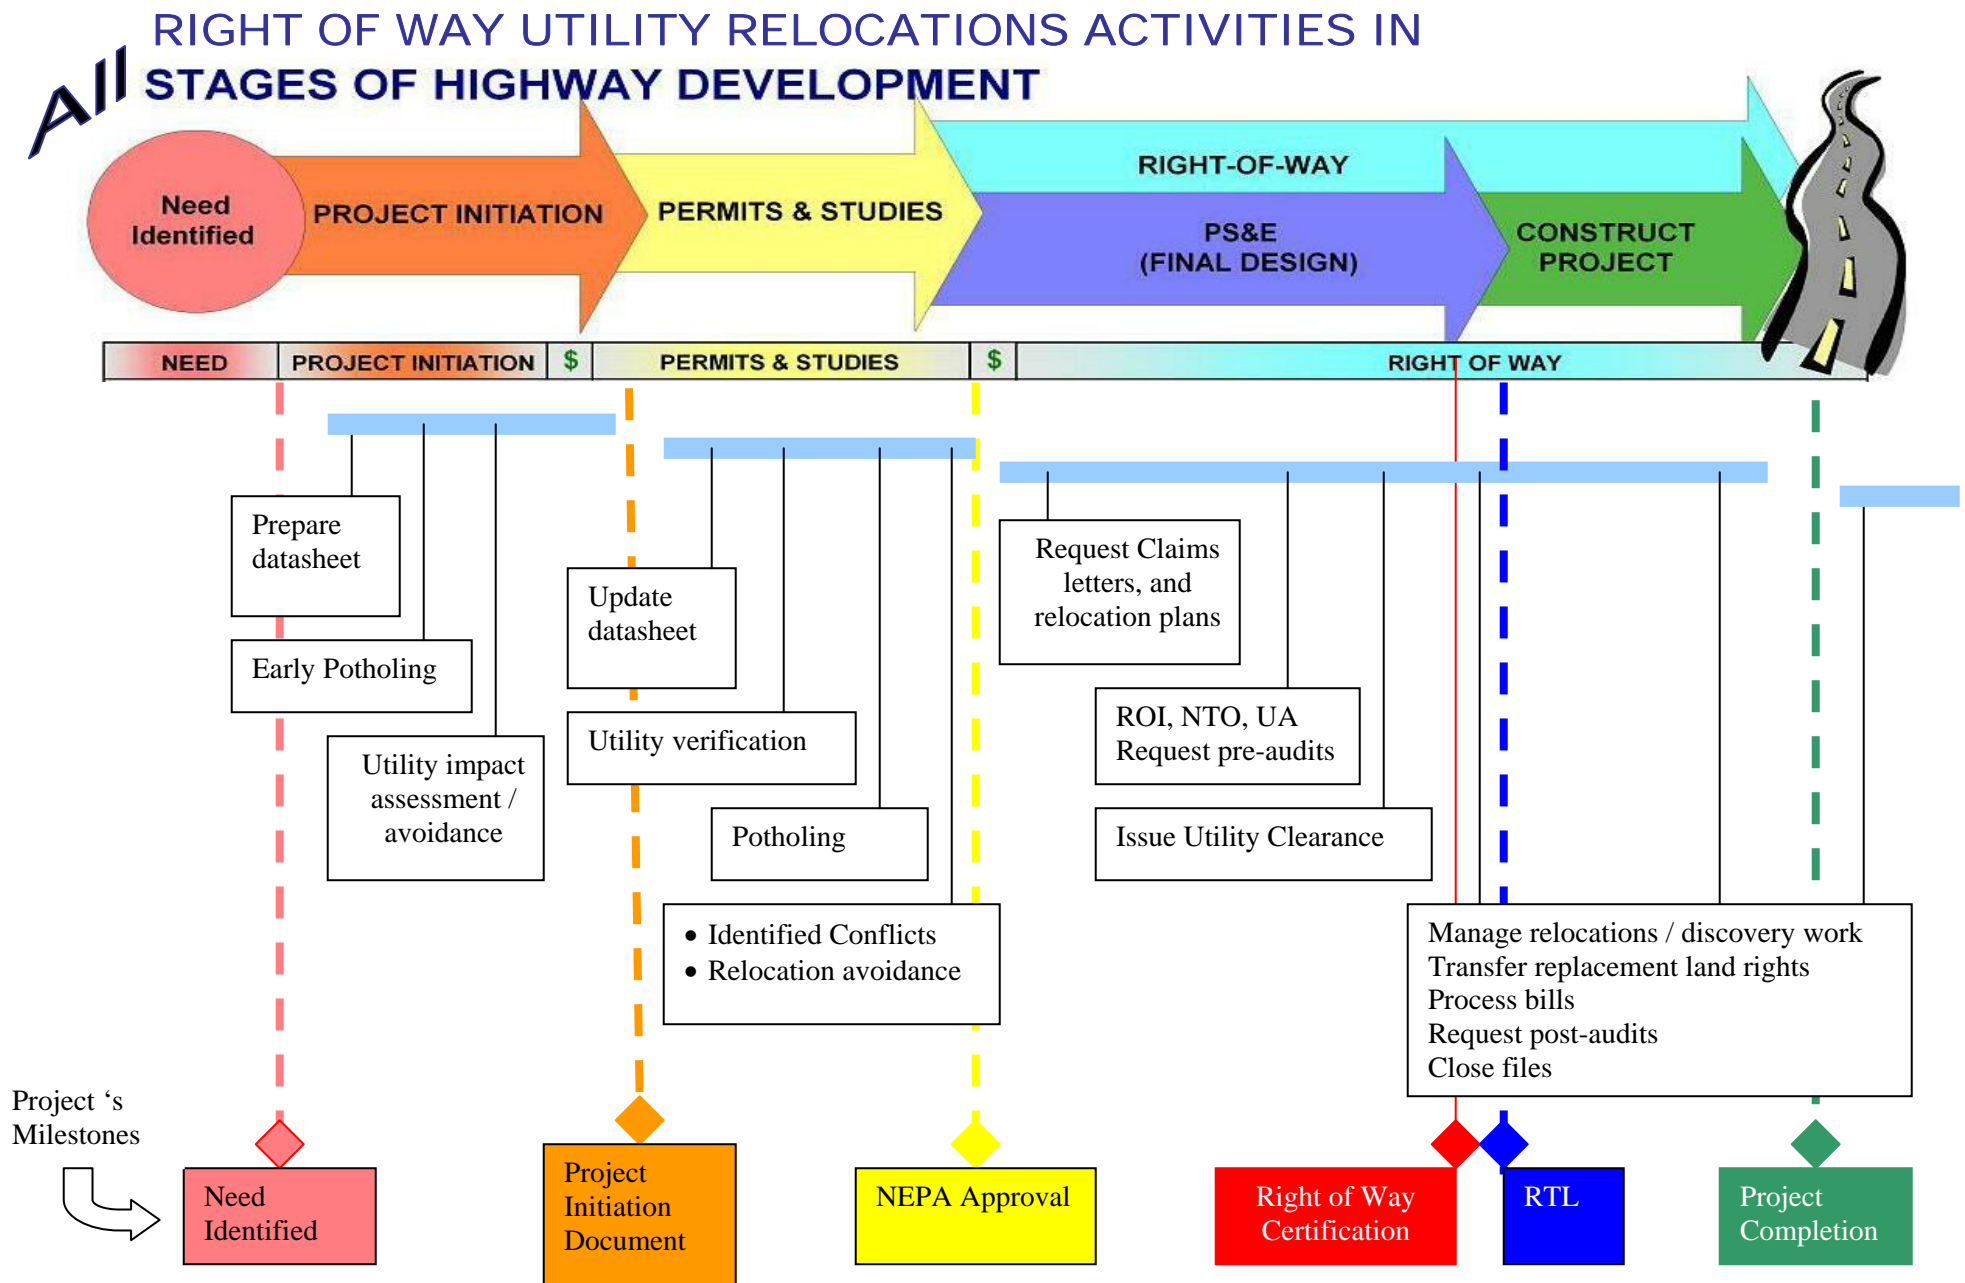 RIGHT OF WAY UTILITY RELOCATIONS ACTIVITIES IN
All STAGES OF HIGHWAY DEVELOPMENT
Need
Identified
PROJECT INITIATION
PERMITS & STUDIES
RIGHT-OF-WAY
PS&E
(FINAL DESIGN)
CONSTRUCT
PROJECT
NEED
PROJECT INITIATION
$
PERMITS & STUDIES
$
RIGHT OF WAY
Prepare
datasheet
Early Potholing
Utility impact
assessment /
avoidance
Update
datasheet
Utility verification
Potholing
• Identified Conflicts
• Relocation avoidance
Request Claims
letters, and
relocation plans
ROI, NTO, UA
Request pre-audits
Issue Utility Clearance
Manage relocations / discovery work
Transfer replacement land rights
Process bills
Request post-audits
Close files
Project ‘s
Milestones
Need
Identified
Project
Initiation
Document
NEPA Approval
Right of Way
Certification
RTL
Project
Completion